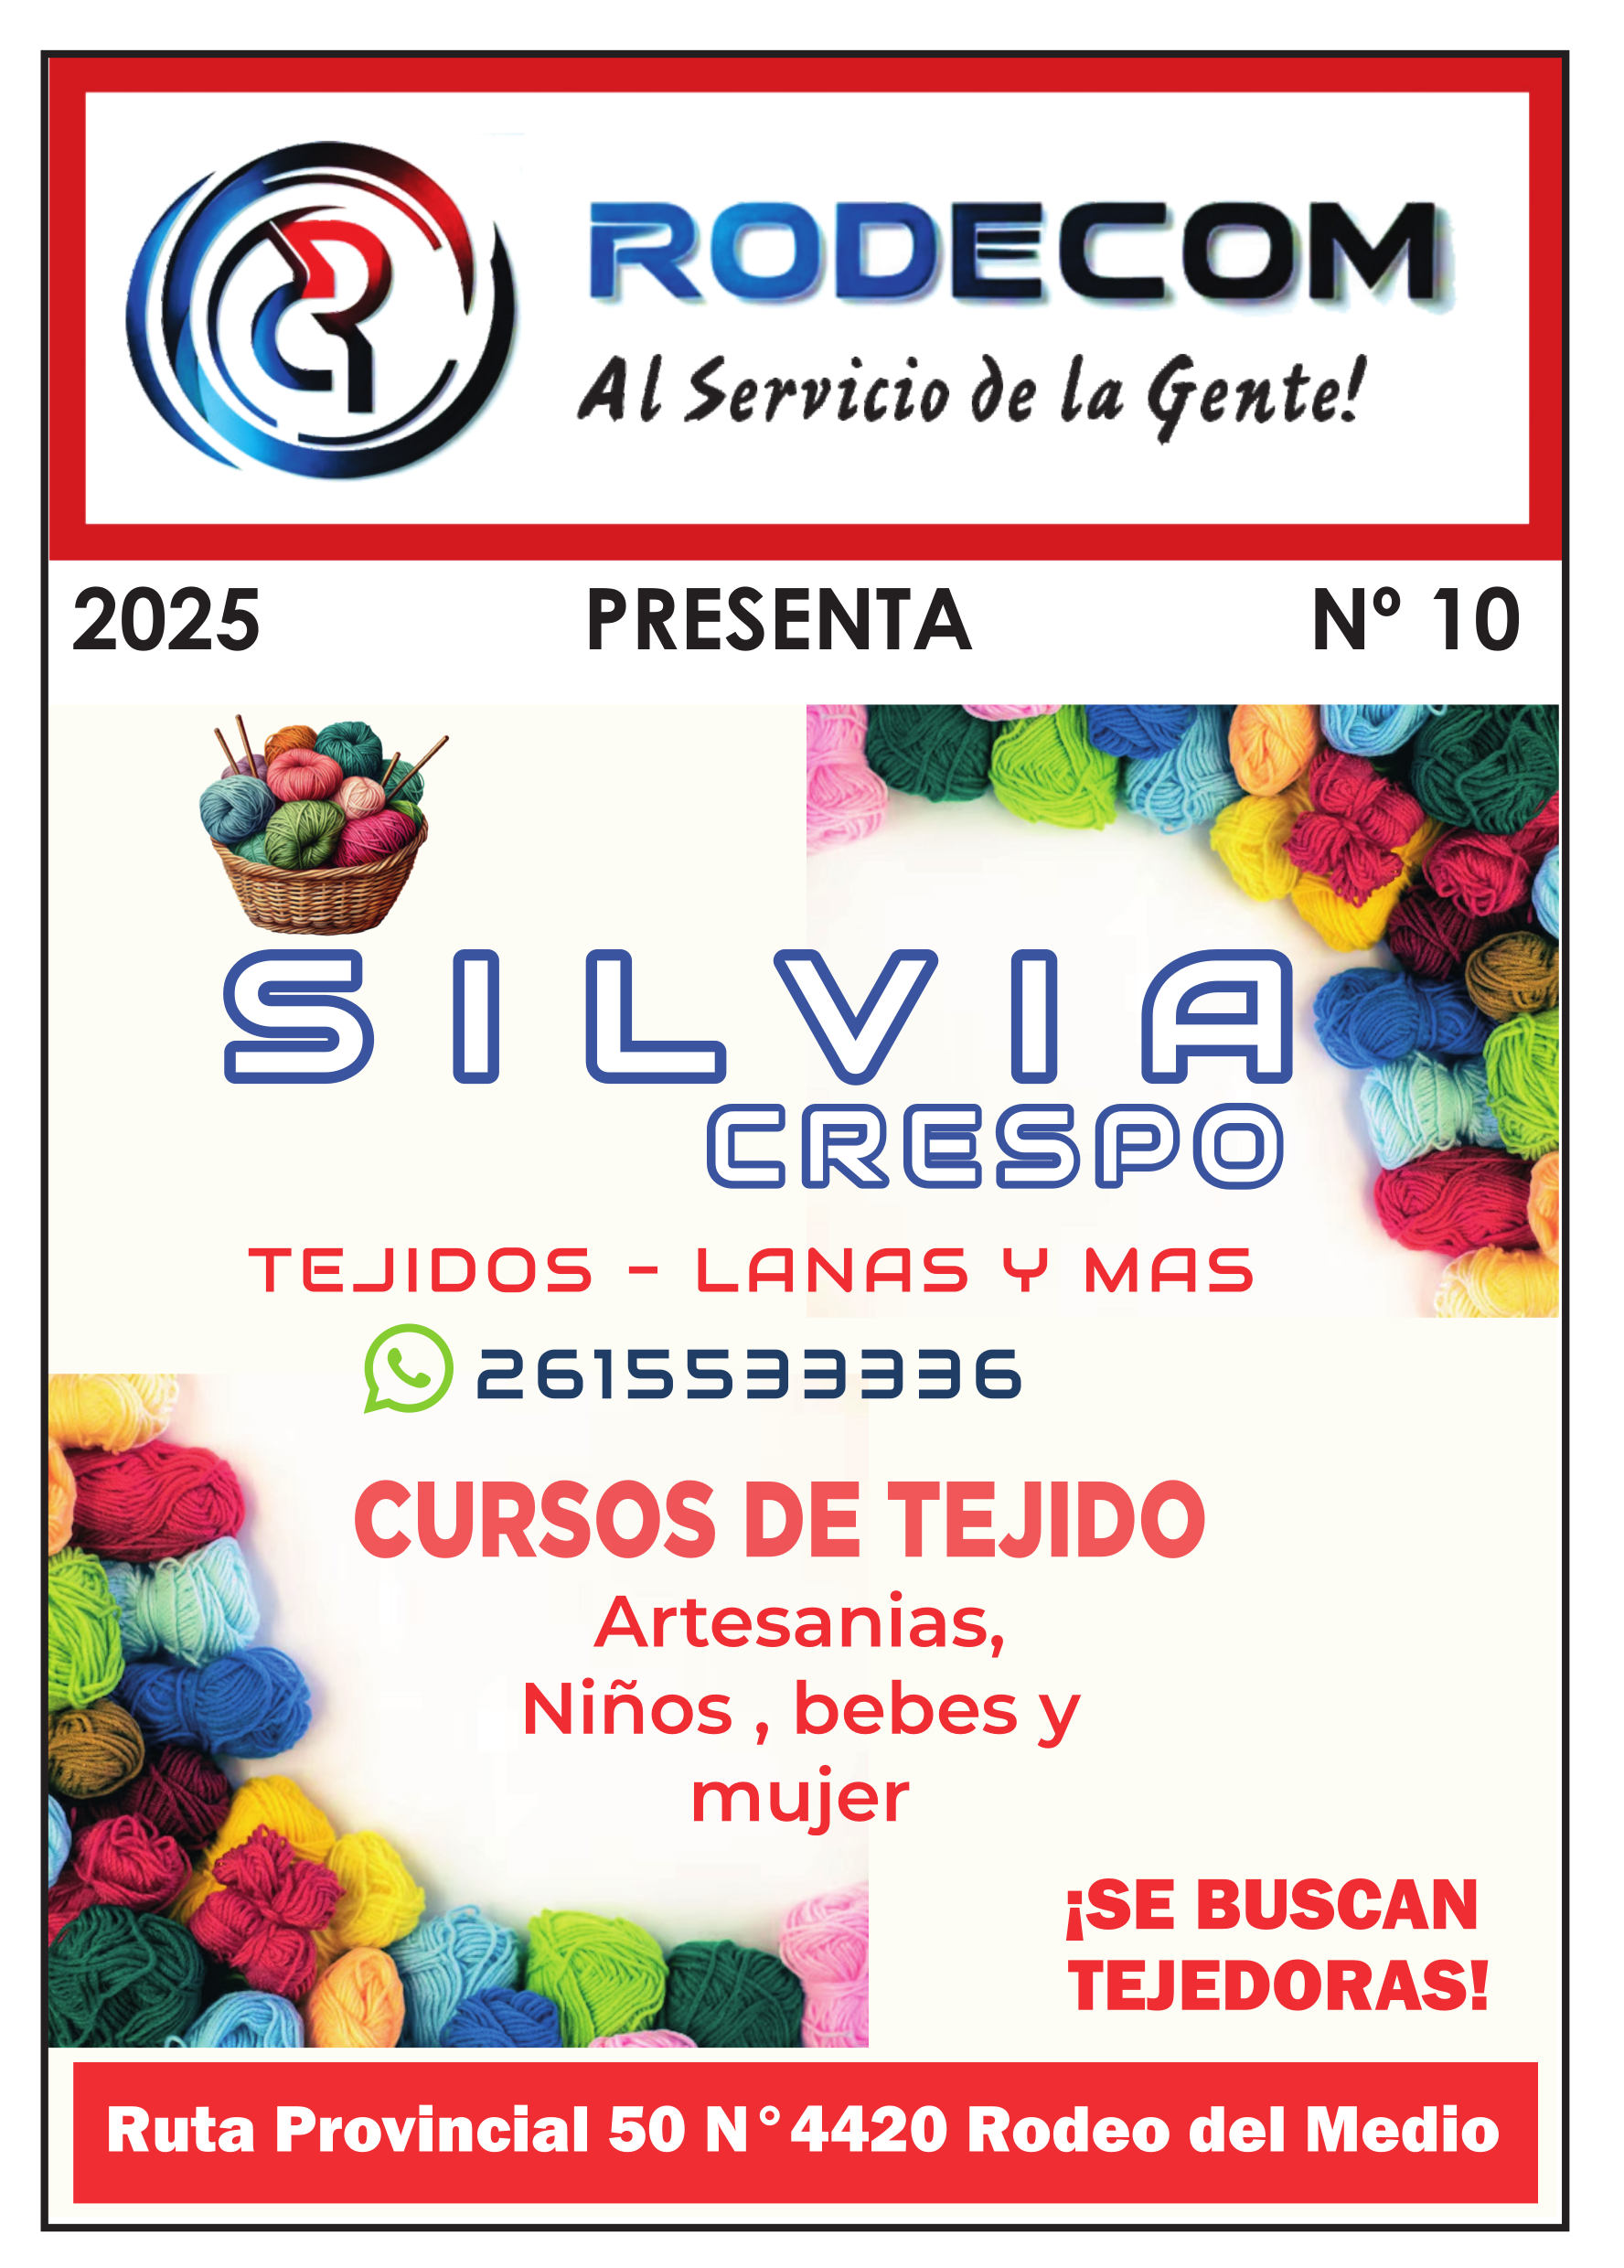 RODECOM
Al Servicio de la Gente!
2025 PRESENTA Nº 10
SILVIA
CRESPO
TEJIDOS - LANAS Y MAS
2615533336
CURSOS DE TEJIDO
Artesanias,
Niños , bebes y
mujer
¡SE BUSCAN
TEJEDORAS!
Ruta Provincial 50 N°4420 Rodeo del Medio